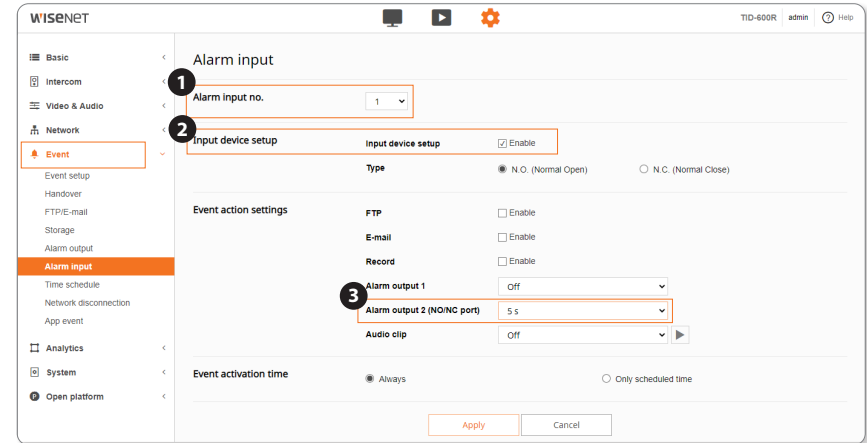 WISENET
TID-600R admin ? Help
Basic
Intercom
Video & Audio
Network
Event
Event setup
Handover
FTP/E-mail
Storage
Alarm output
Alarm input
Time schedule
Network disconnection
App event
Analytics
System
P Open platform
Alarm input
1
Alarm input no. 1
2
Input device setup Input device setup Enable
Type N.O. (Normal Open) N.C. (Normal Close)
Event action settings FTP Enable
E-mail Enable
Record Enable
Alarm output 1 Off
3
Alarm output 2 (NO/NC port) 5 s
Audio clip Off
Event activation time Always Only scheduled time
Apply Cancel